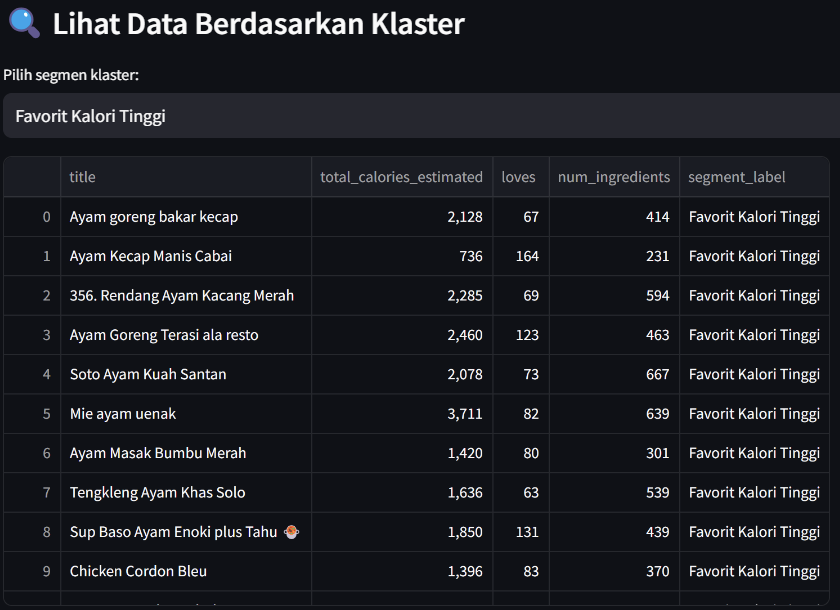 Lihat Data Berdasarkan Klaster
Pilih segmen klaster:
Favorit Kalori Tinggi
title total_calories_estimated loves num_ingredients segment_label
0 Ayam goreng bakar kecap 2,128 67 414 Favorit Kalori Tinggi
1 Ayam Kecap Manis Cabai 736 164 231 Favorit Kalori Tinggi
2 356. Rendang Ayam Kacang Merah 2,285 69 594 Favorit Kalori Tinggi
3 Ayam Goreng Terasi ala resto 2,460 123 463 Favorit Kalori Tinggi
4 Soto Ayam Kuah Santan 2,078 73 667 Favorit Kalori Tinggi
5 Mie ayam uenak 3,711 82 639 Favorit Kalori Tinggi
6 Ayam Masak Bumbu Merah 1,420 80 301 Favorit Kalori Tinggi
7 Tengkleng Ayam Khas Solo 1,636 63 539 Favorit Kalori Tinggi
8 Sup Baso Ayam Enoki plus Tahu 1,850 131 439 Favorit Kalori Tinggi
9 Chicken Cordon Bleu 1,396 83 370 Favorit Kalori Tinggi